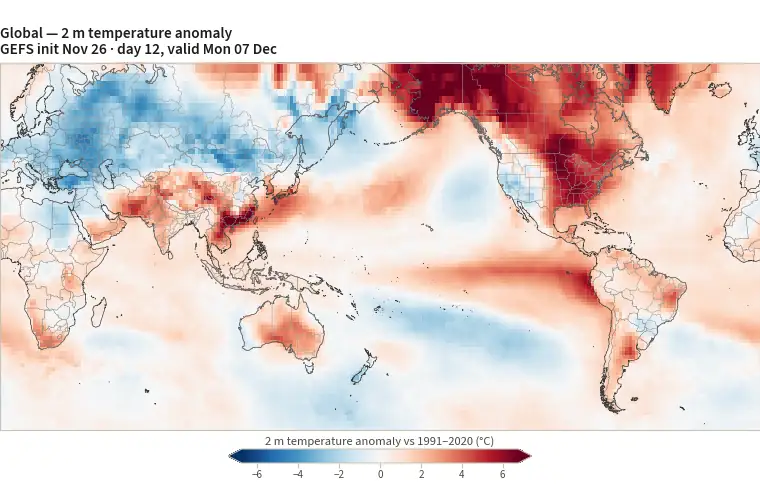 Global — 2 m temperature anomaly
GEFS init Nov 26 · day 12, valid Mon 07 Dec
2 m temperature anomaly vs 1991–2020 (°C)
−6 −4 −2 0 2 4 6